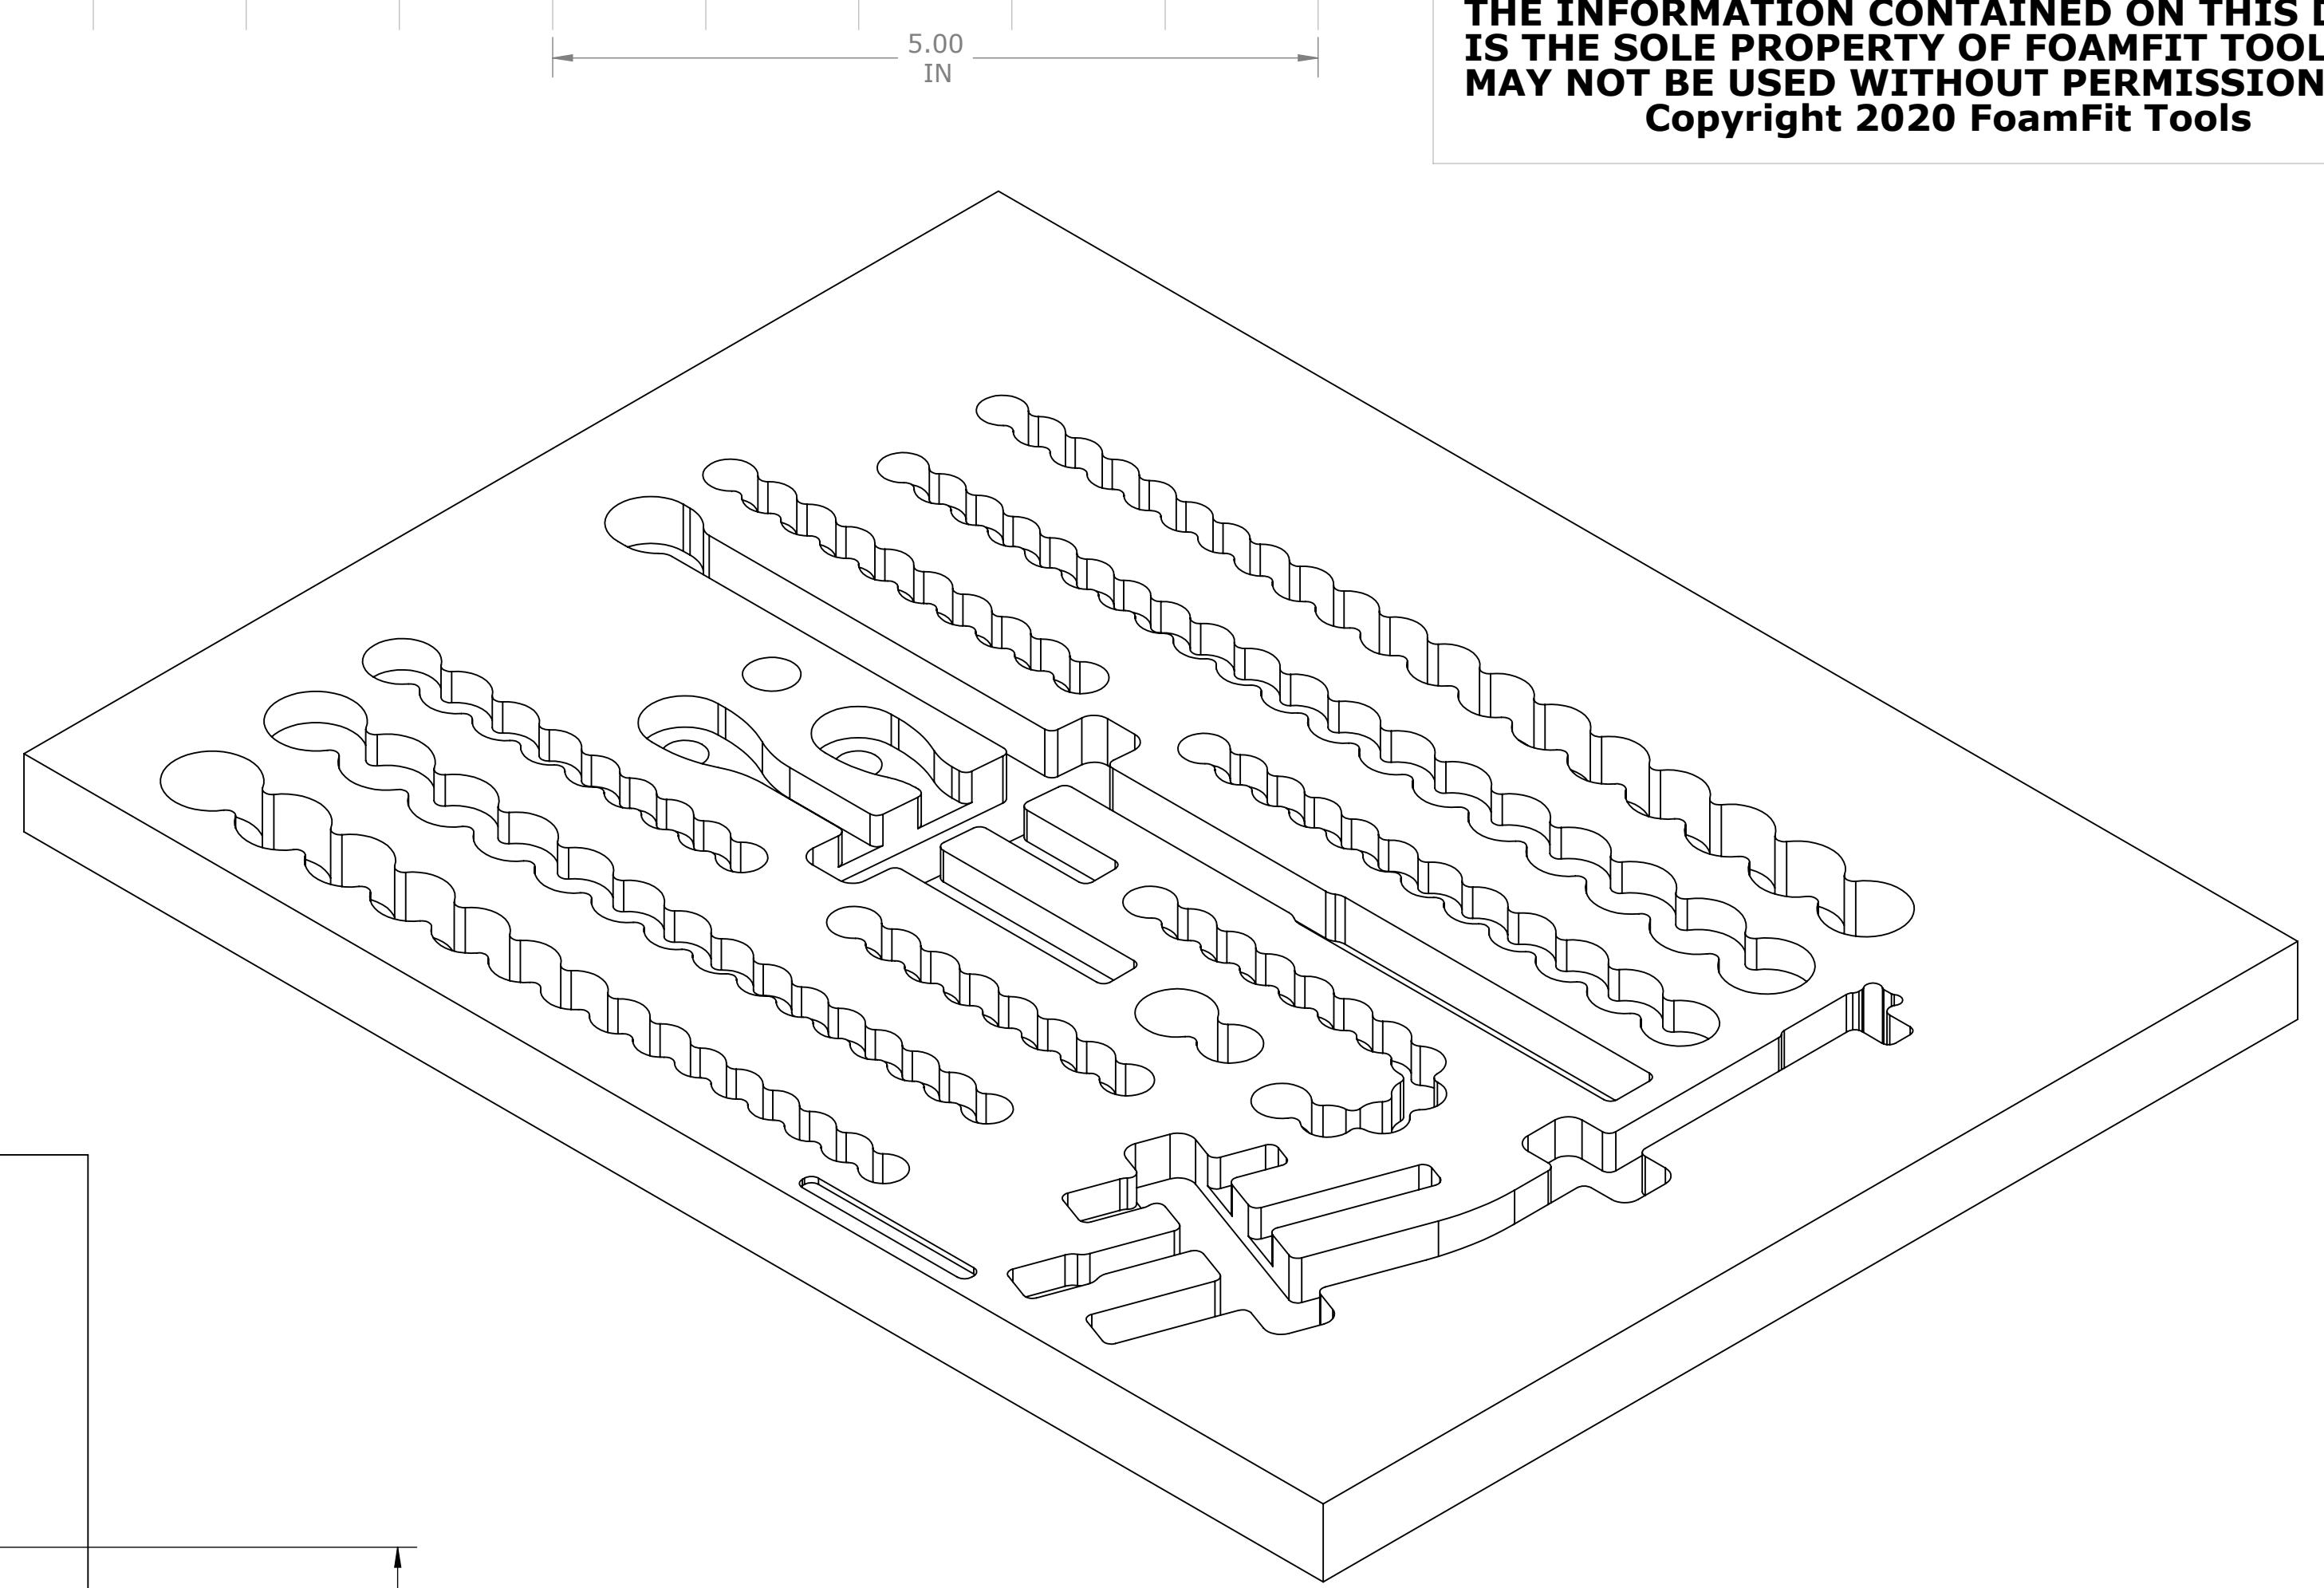 5.00
IN
THE INFORMATION CONTAINED ON THIS
IS THE SOLE PROPERTY OF FOAMFIT TOOL
MAY NOT BE USED WITHOUT PERMISSION
Copyright 2020 FoamFit Tools